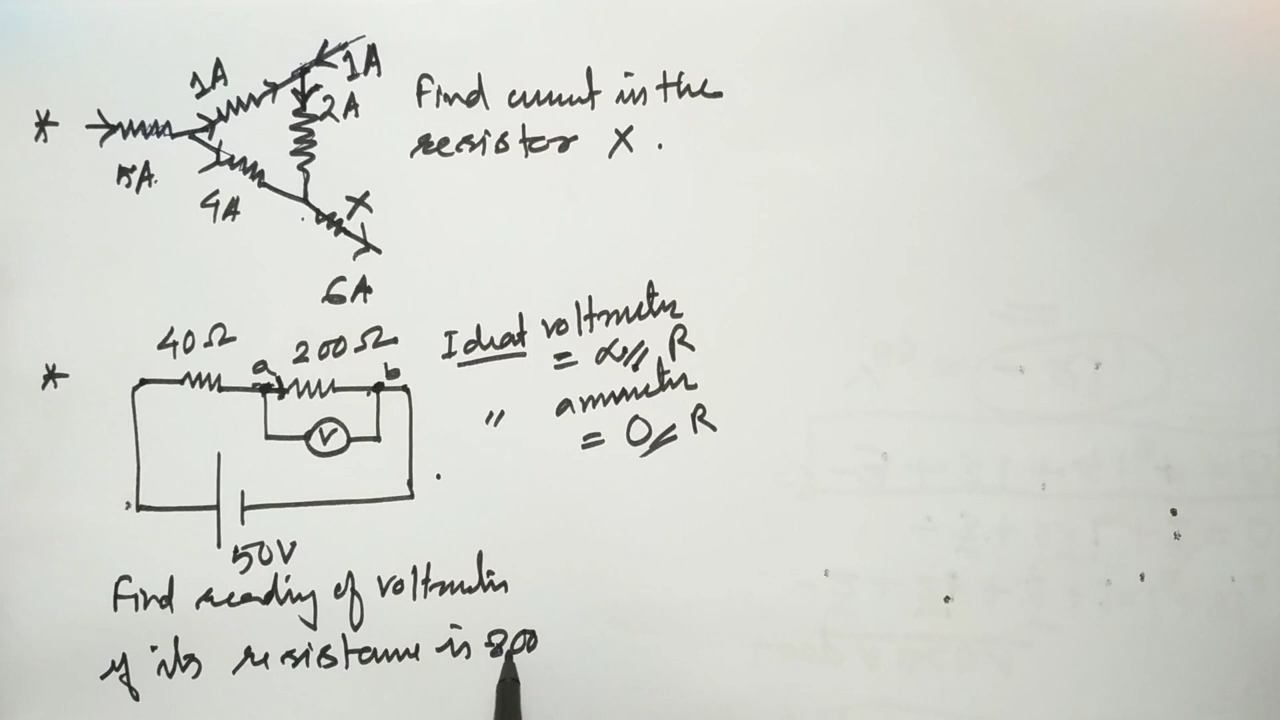 1A
1A
* 2A Find current in the
resistor X.
5A.
4A X
6A
40Ω 200Ω Ideal voltmeter
* a b = α R
V " ammeter
= 0 R
50V
Find reading of voltmeter
if its resistance is 800